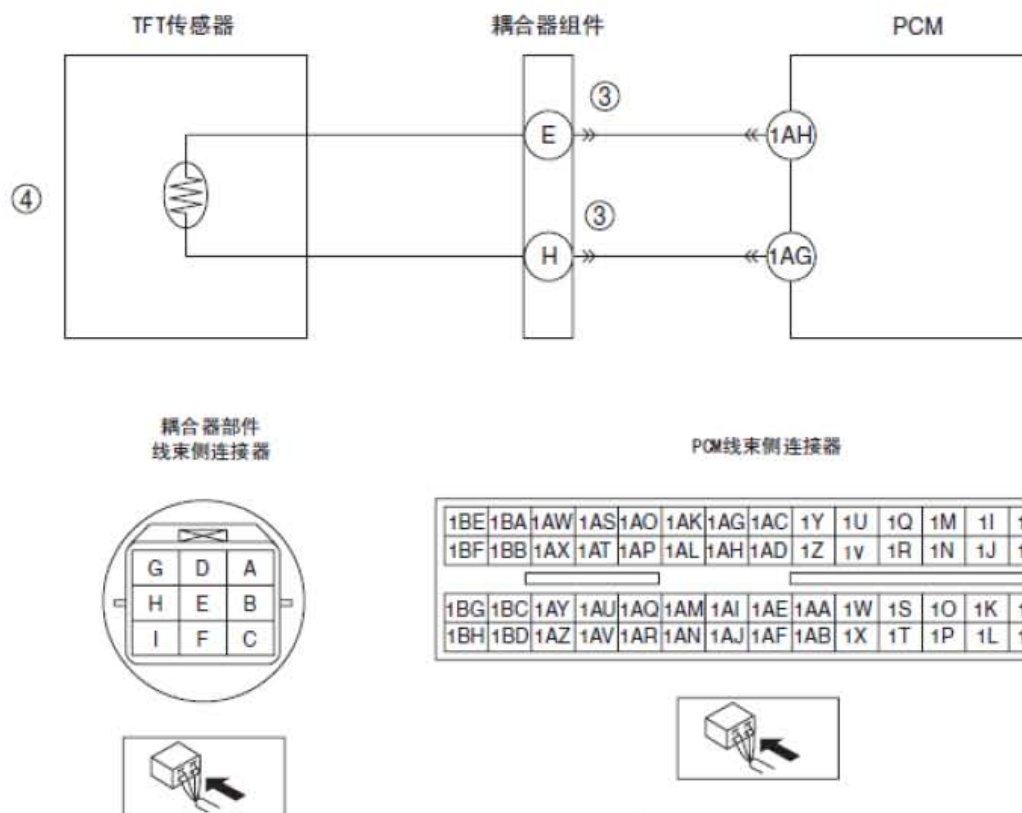 TFT传感器
耦合器组件
PCM
③
E
1AH
④
③
H
1AG
耦合器部件
线束侧连接器
PCM线束侧连接器
G D A
H E B
I F C
1BE 1BA 1AW 1AS 1AO 1AK 1AG 1AC 1Y 1U 1Q 1M 1I
1BF 1BB 1AX 1AT 1AP 1AL 1AH 1AD 1Z 1V 1R 1N 1J
1BG 1BC 1AY 1AU 1AQ 1AM 1AI 1AE 1AA 1W 1S 1O 1K
1BH 1BD 1AZ 1AV 1AR 1AN 1AJ 1AF 1AB 1X 1T 1P 1L